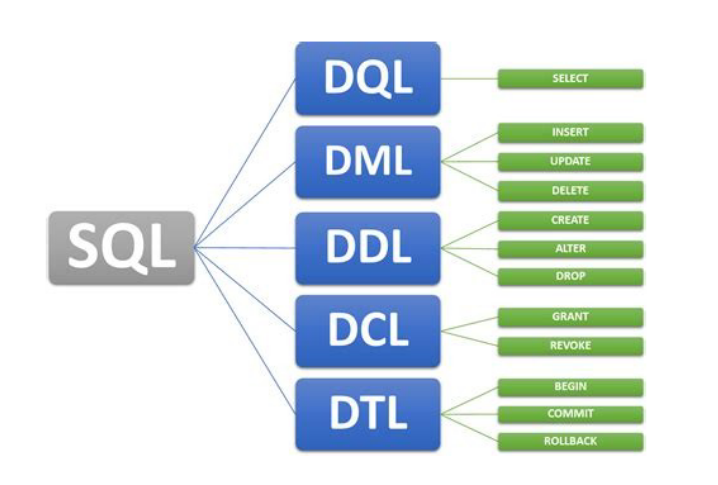 SQL
DQL
SELECT
DML
INSERT
UPDATE
DELETE
DDL
CREATE
ALTER
DROP
DCL
GRANT
REVOKE
DTL
BEGIN
COMMIT
ROLLBACK